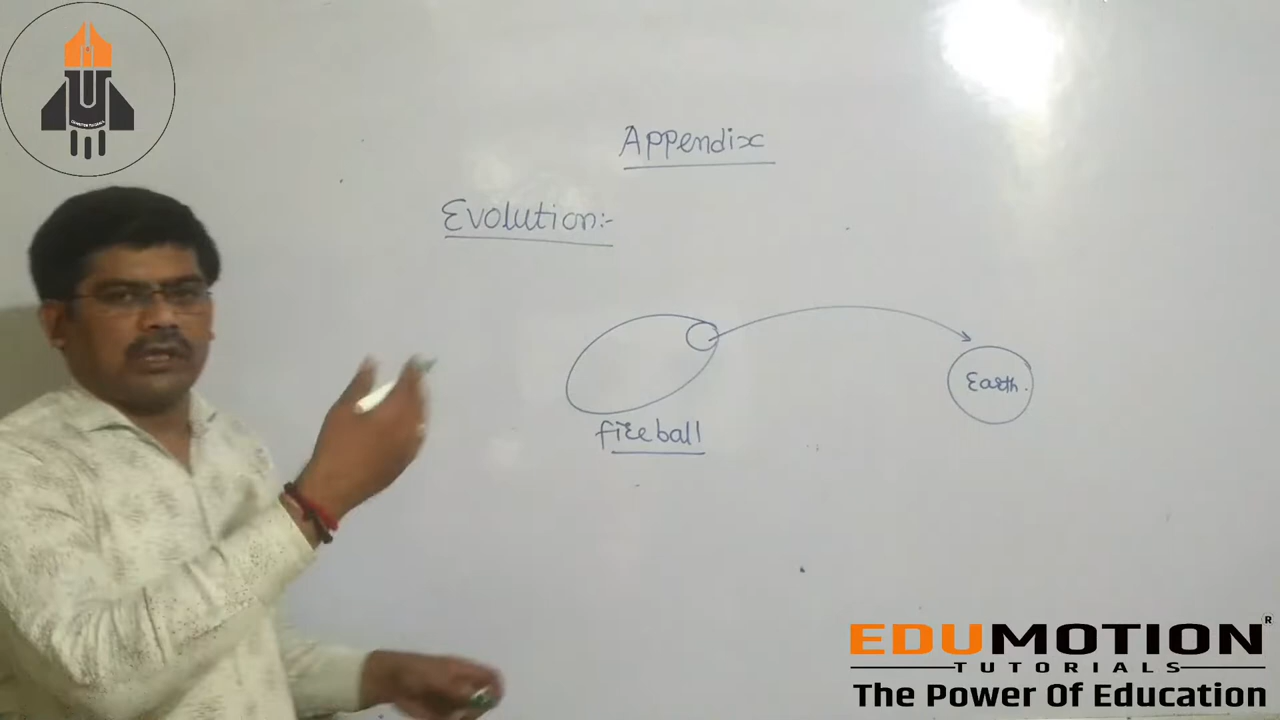 Appendix
Evolution:-
Earth.
fireball
EDUMOTION®
TUTORIALS
The Power Of Education